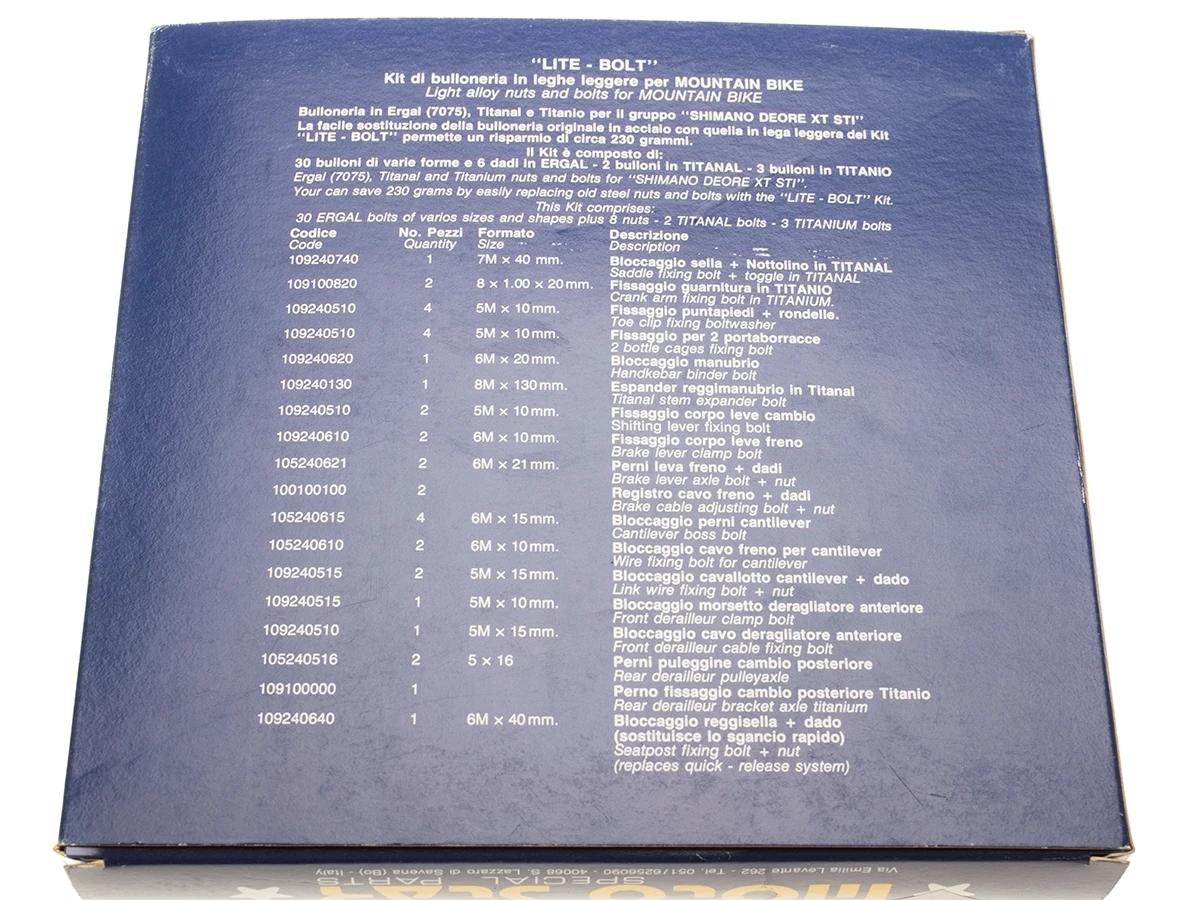 "LITE - BOLT"
Kit di bulloneria in leghe leggere per MOUNTAIN BIKE
Light alloy nuts and bolts for MOUNTAIN BIKE
Bulloneria in Ergal (7075), Titanal e Titanio per il gruppo "SHIMANO DEORE XT STI"
La facile sostituzione della bulloneria originale in acciaio con quella in lega leggera del Kit
"LITE - BOLT" permette un risparmio di circa 230 grammi.
Il Kit è composto di:
30 bulloni di varie forme e 6 dadi in ERGAL - 2 bulloni in TITANAL - 3 bulloni in TITANIO
Ergal (7075), Titanal and Titanium nuts and bolts for "SHIMANO DEORE XT STI".
Your can save 230 grams by easily replacing old steel nuts and bolts with the "LITE - BOLT" Kit.
This Kit comprises:
30 ERGAL bolts of varios sizes and shapes plus 8 nuts - 2 TITANAL bolts - 3 TITANIUM bolts
Codice No. Pezzi Formato Descrizione
Code Quantity Size Description
109240740 1 7M × 40 mm. Bloccaggio sella + Nottolino in TITANAL
Saddle fixing bolt + toggle in TITANAL
109100820 2 8 × 1.00 × 20 mm. Fissaggio guarnitura in TITANIO
Crank arm fixing bolt in TITANIUM.
109240510 4 5M × 10 mm. Fissaggio puntapiedi + rondelle.
Toe clip fixing boltwasher
109240510 4 5M × 10 mm. Fissaggio per 2 portaborracce
2 bottle cages fixing bolt
109240620 1 6M × 20 mm. Bloccaggio manubrio
Handkebar binder bolt
109240130 1 8M × 130 mm. Espander reggimanubrio in Titanal
Titanal stem expander bolt
109240510 2 5M × 10 mm. Fissaggio corpo leve cambio
Shifting lever fixing bolt
109240610 2 6M × 10 mm. Fissaggio corpo leve freno
Brake lever clamp bolt
105240621 2 6M × 21 mm. Perni leva freno + dadi
Brake lever axle bolt + nut
100100100 2 Registro cavo freno + dadi
Brake cable adjusting bolt + nut
105240615 4 6M × 15 mm. Bloccaggio perni cantilever
Cantilever boss bolt
105240610 2 6M × 10 mm. Bloccaggio cavo freno per cantilever
Wire fixing bolt for cantilever
109240515 2 5M × 15 mm. Bloccaggio cavallotto cantilever + dado
Link wire fixing bolt + nut
109240515 1 5M × 10 mm. Bloccaggio morsetto deragliatore anteriore
Front derailleur clamp bolt
109240510 1 5M × 15 mm. Bloccaggio cavo deragliatore anteriore
Front derailleur cable fixing bolt
105240516 2 5 × 16 Perni puleggine cambio posteriore
Rear derailleur pulleyaxle
109100000 1 Perno fissaggio cambio posteriore Titanio
Rear derailleur bracket axle titanium
109240640 1 6M × 40 mm. Bloccaggio reggisella + dado
(sostituisce lo sgancio rapido)
Seatpost fixing bolt + nut
(replaces quick - release system)
Via Emilia Levante 262 - Tel. 051/6256090 - 40068 S. Lazzaro di Savena (Bo) - Italy
SPECIAL PARTS